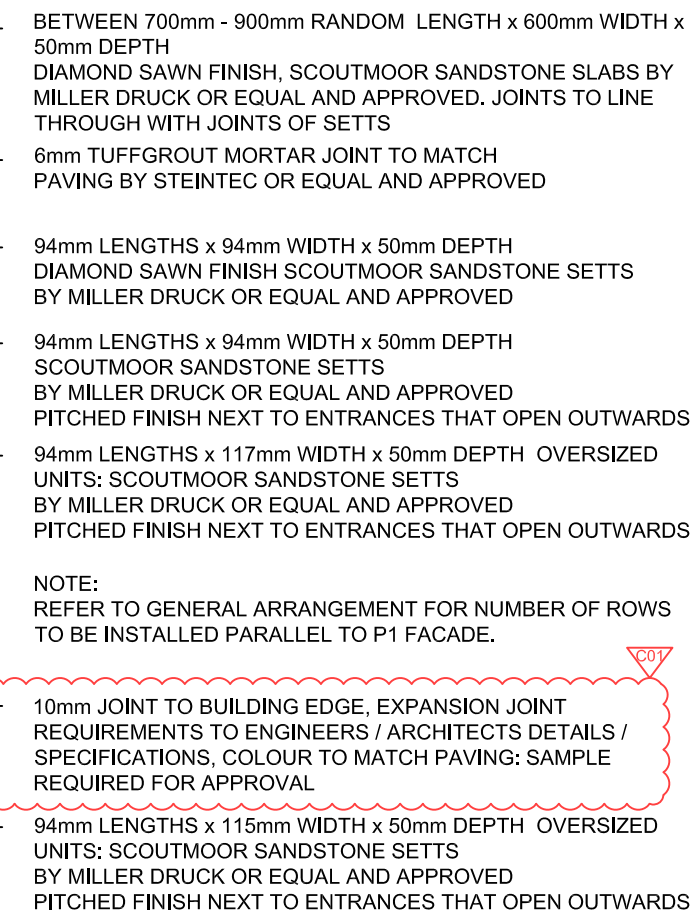 BETWEEN 700mm - 900mm RANDOM LENGTH x 600mm WIDTH x
50mm DEPTH
DIAMOND SAWN FINISH, SCOUTMOOR SANDSTONE SLABS BY
MILLER DRUCK OR EQUAL AND APPROVED. JOINTS TO LINE
THROUGH WITH JOINTS OF SETTS
6mm TUFFGROUT MORTAR JOINT TO MATCH
PAVING BY STEINTEC OR EQUAL AND APPROVED
94mm LENGTHS x 94mm WIDTH x 50mm DEPTH
DIAMOND SAWN FINISH SCOUTMOOR SANDSTONE SETTS
BY MILLER DRUCK OR EQUAL AND APPROVED
94mm LENGTHS x 94mm WIDTH x 50mm DEPTH
SCOUTMOOR SANDSTONE SETTS
BY MILLER DRUCK OR EQUAL AND APPROVED
PITCHED FINISH NEXT TO ENTRANCES THAT OPEN OUTWARDS
94mm LENGTHS x 117mm WIDTH x 50mm DEPTH OVERSIZED
UNITS: SCOUTMOOR SANDSTONE SETTS
BY MILLER DRUCK OR EQUAL AND APPROVED
PITCHED FINISH NEXT TO ENTRANCES THAT OPEN OUTWARDS
NOTE:
REFER TO GENERAL ARRANGEMENT FOR NUMBER OF ROWS
TO BE INSTALLED PARALLEL TO P1 FACADE.
C01
10mm JOINT TO BUILDING EDGE, EXPANSION JOINT
REQUIREMENTS TO ENGINEERS / ARCHITECTS DETAILS /
SPECIFICATIONS, COLOUR TO MATCH PAVING: SAMPLE
REQUIRED FOR APPROVAL
94mm LENGTHS x 115mm WIDTH x 50mm DEPTH OVERSIZED
UNITS: SCOUTMOOR SANDSTONE SETTS
BY MILLER DRUCK OR EQUAL AND APPROVED
PITCHED FINISH NEXT TO ENTRANCES THAT OPEN OUTWARDS